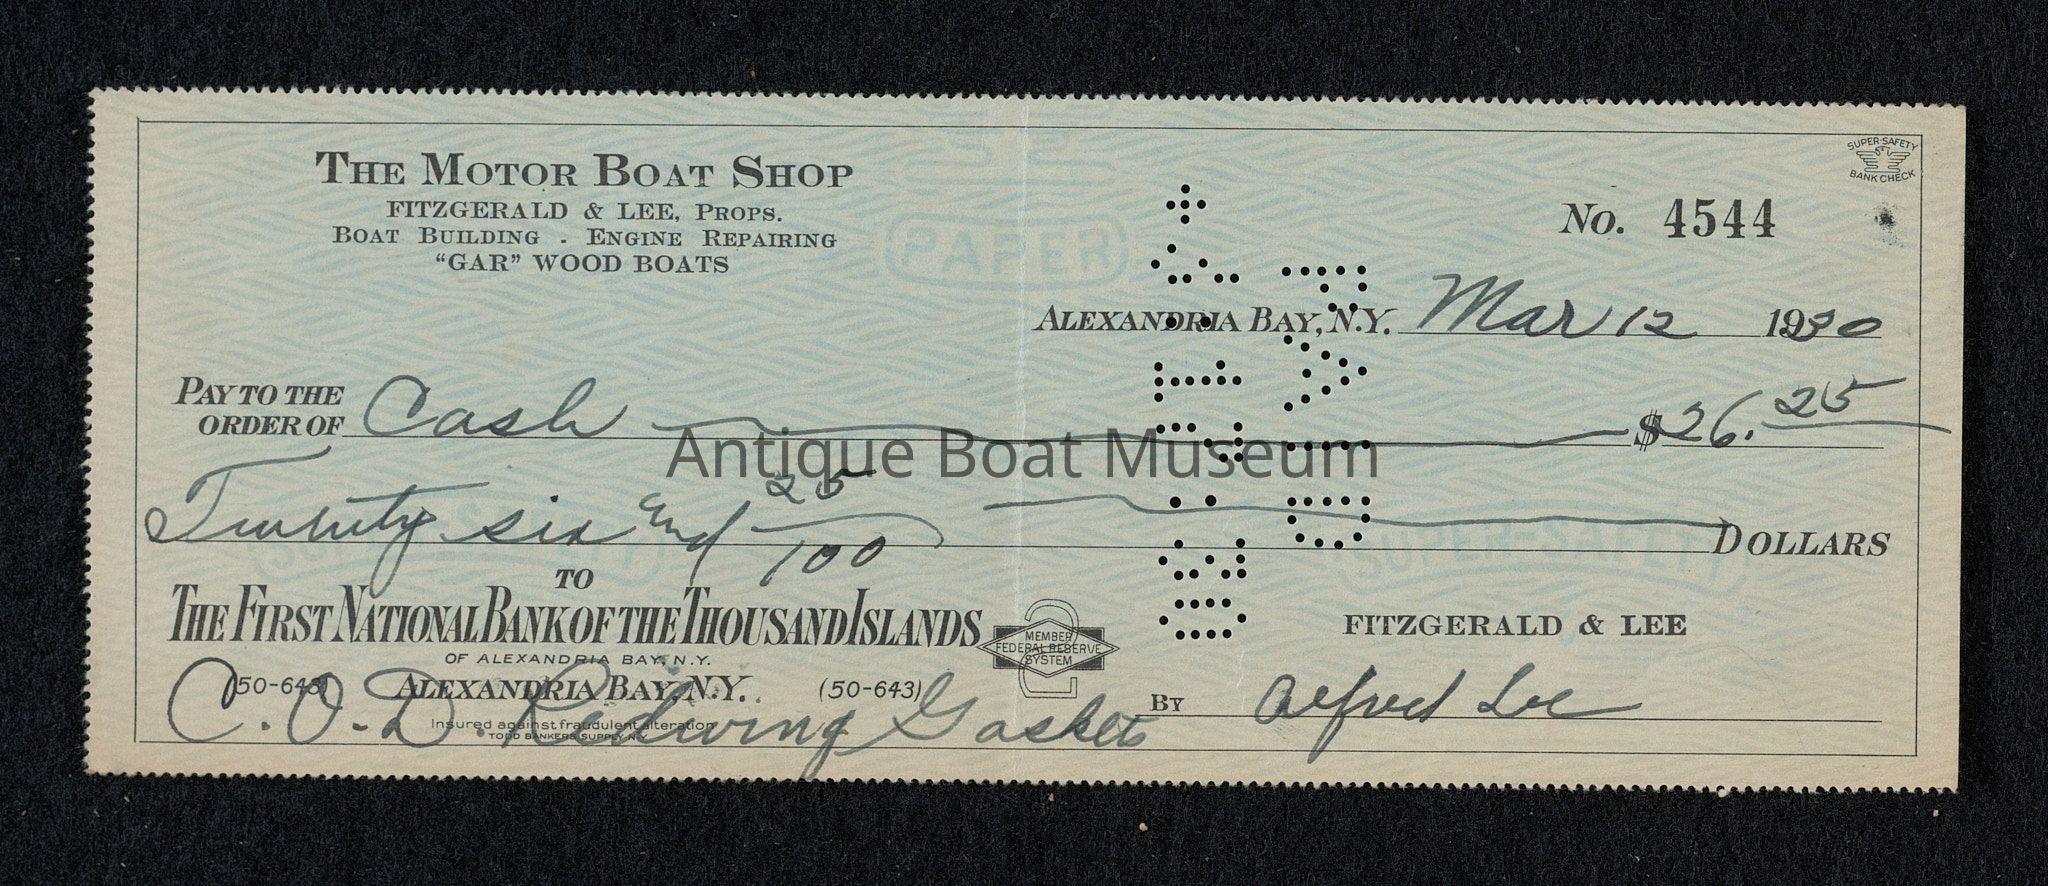 THE MOTOR BOAT SHOP
FITZGERALD & LEE, PROPS.
BOAT BUILDING - ENGINE REPAIRING
"GAR" WOOD BOATS
SUPER-SAFETY
BANK CHECK
No. 4544
PAPER
ALEXANDRIA BAY, N.Y. Mar 12 1930
PAY TO THE
ORDER OF Cash $26.25
Antique Boat Museum
Twenty six and 25/100 DOLLARS
SUPER-SAFETY
TO
THE FIRST NATIONAL BANK OF THE THOUSAND ISLANDS
OF ALEXANDRIA BAY, N.Y.
MEMBER
FEDERAL RESERVE
SYSTEM
FITZGERALD & LEE
(50-643) ALEXANDRIA BAY, N.Y. (50-643)
BY Alfred Lee
C.O.D. Redwing Gaskets
Insured against fraudulent alteration
TODD BANKERS SUPPLY N.Y.